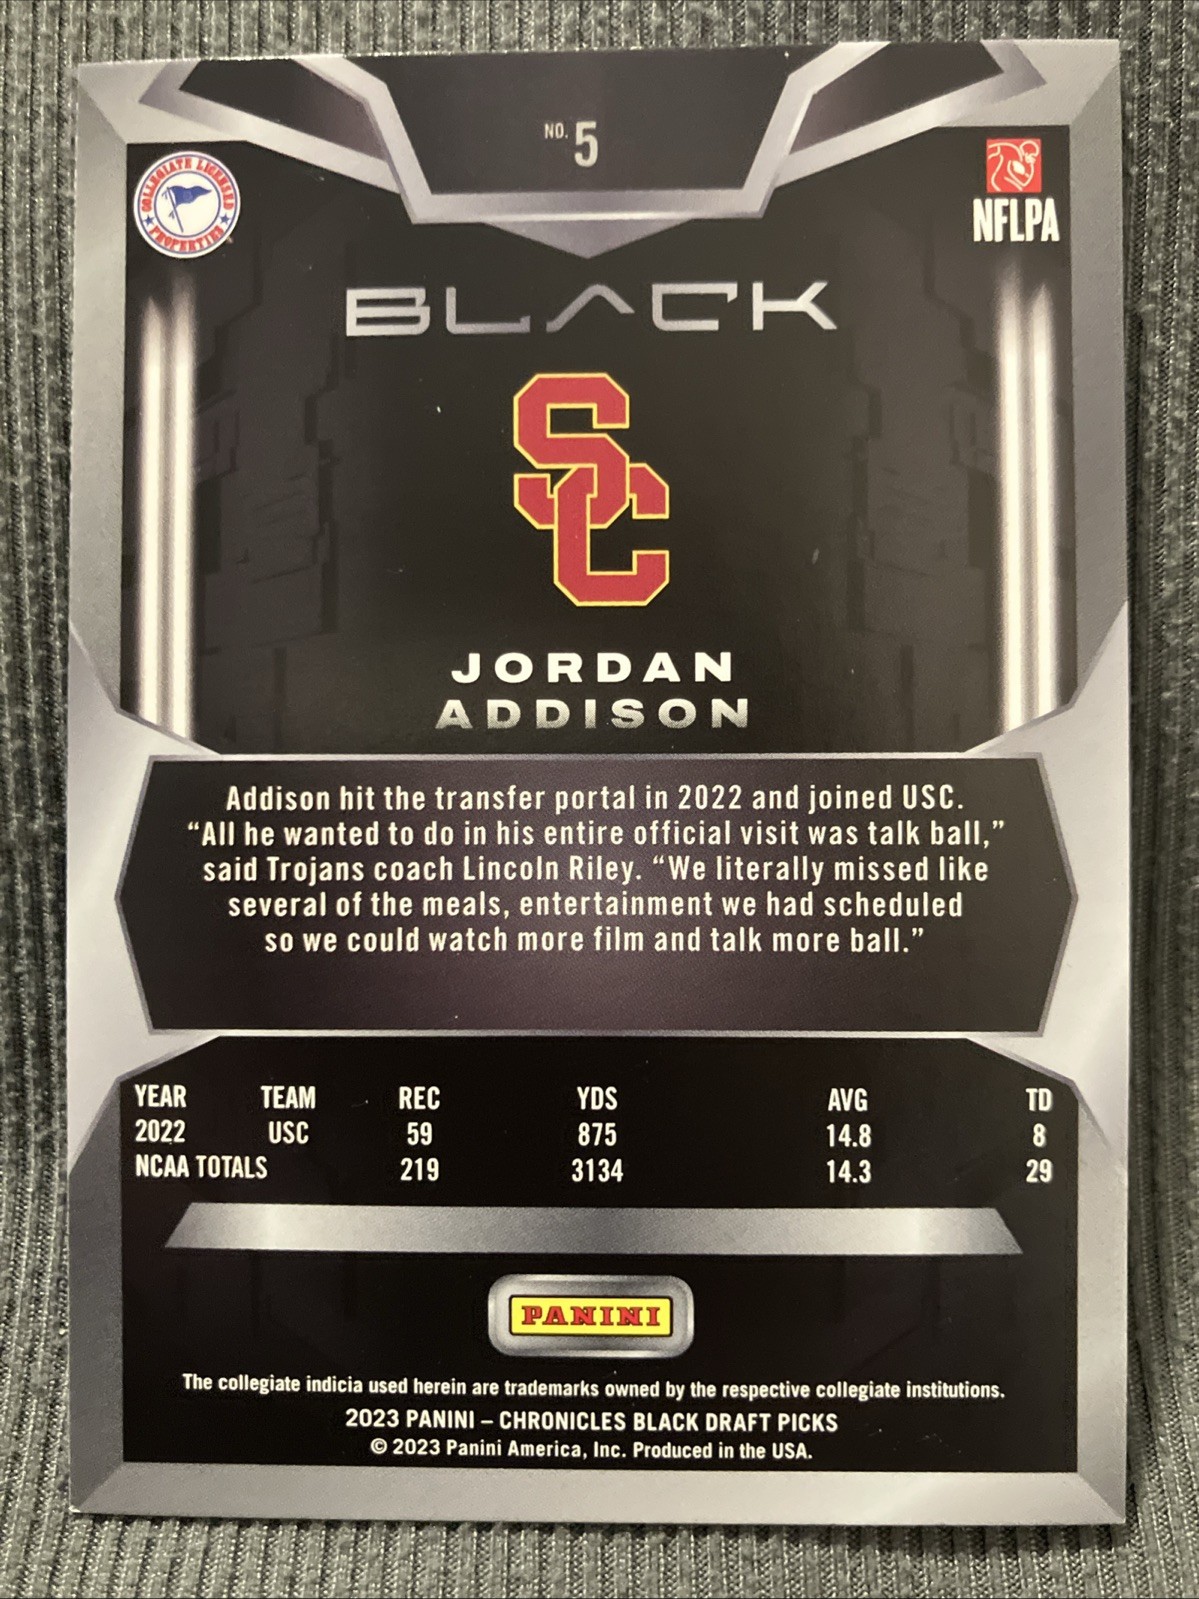 NO. 5
COLLEGIATE LICENSED
PROPERTIES
NFLPA
BLACK
SC
JORDAN
ADDISON
Addison hit the transfer portal in 2022 and joined USC.
“All he wanted to do in his entire official visit was talk ball,”
said Trojans coach Lincoln Riley. “We literally missed like
several of the meals, entertainment we had scheduled
so we could watch more film and talk more ball.”
YEAR TEAM REC YDS AVG TD
2022 USC 59 875 14.8 8
NCAA TOTALS 219 3134 14.3 29
PANINI
The collegiate indicia used herein are trademarks owned by the respective collegiate institutions.
2023 PANINI – CHRONICLES BLACK DRAFT PICKS
© 2023 Panini America, Inc. Produced in the USA.